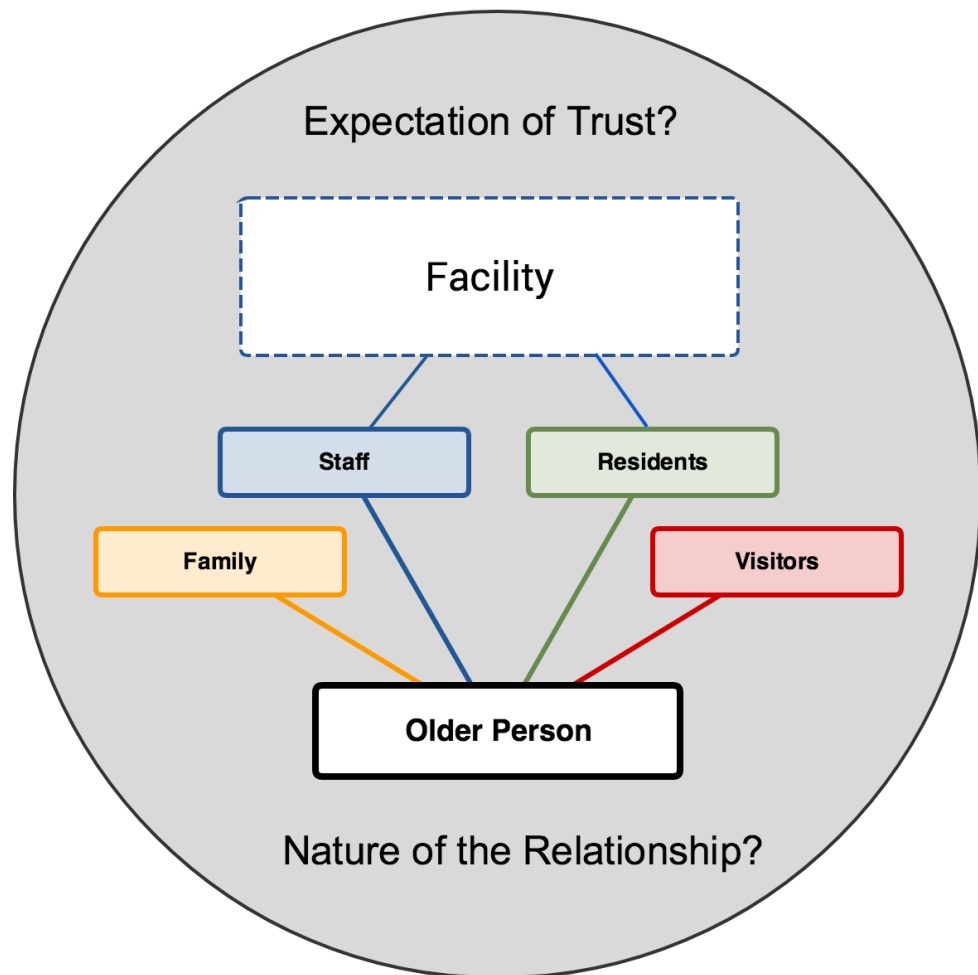 Expectation of Trust?
Facility
Staff
Residents
Family
Visitors
Older Person
Nature of the Relationship?